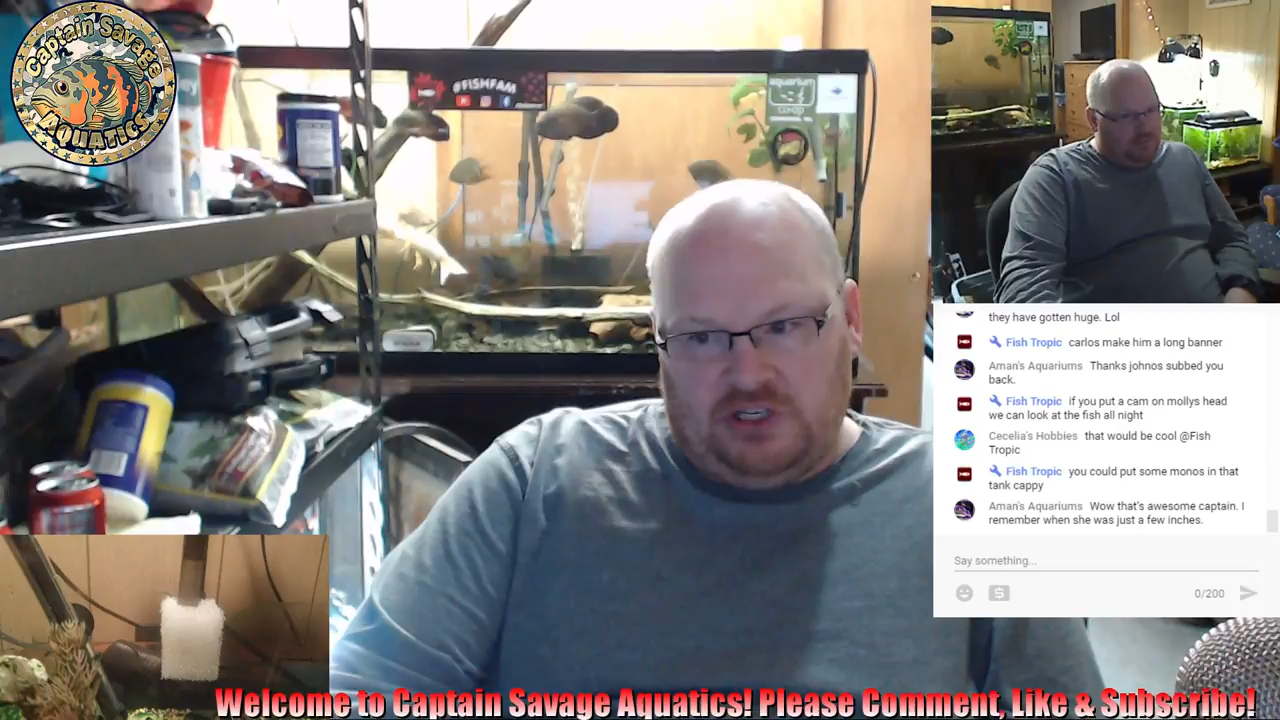 Captain Savage
AQUATICS
#FISHFAM
aquarium
CO-OP
they have gotten huge. Lol
Fish Tropic carlos make him a long banner
Aman's Aquariums Thanks johnos subbed you
back.
Fish Tropic if you put a cam on mollys head
we can look at the fish all night
Cecelia's Hobbies that would be cool @Fish
Tropic
Fish Tropic you could put some monos in that
tank cappy
Aman's Aquariums Wow that's awesome captain. I
remember when she was just a few inches.
Say something...
0/200
Welcome to Captain Savage Aquatics! Please Comment, Like & Subscribe!